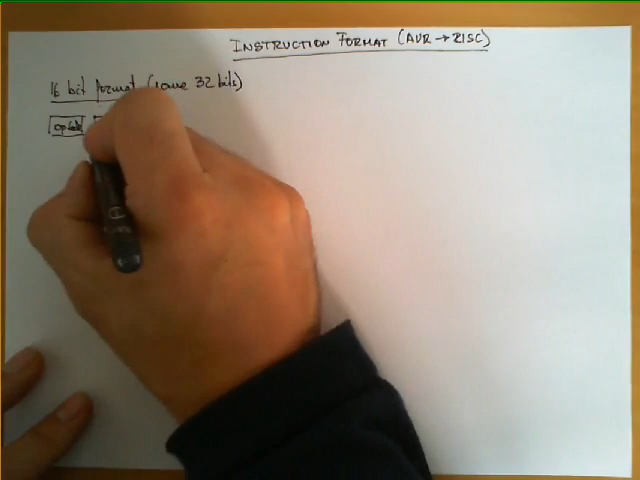 INSTRUCTION FORMAT (AVR → RISC)
16 bit format (some 32 bits)
opcode